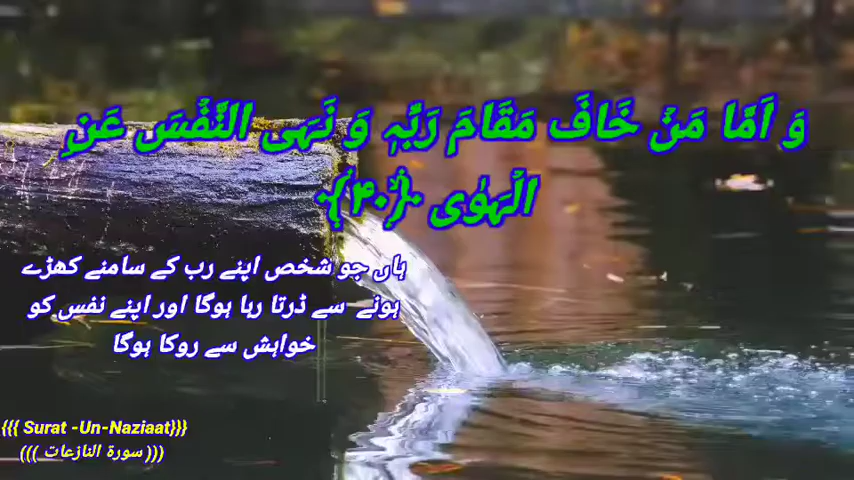 وَ اَمَّا مَنۡ خَافَ مَقَامَ رَبِّہٖ وَ نَہَی النَّفۡسَ عَنِ
الۡہَوٰی ﴿ۙ۴۰﴾
ہاں جو شخص اپنے رب کے سامنے کھڑے
ہونے سے ڈرتا رہا ہوگا اور اپنے نفس کو
خواہش سے روکا ہوگا
{{{ Surat -Un-Naziaat}}}
((( سورة النازعات )))